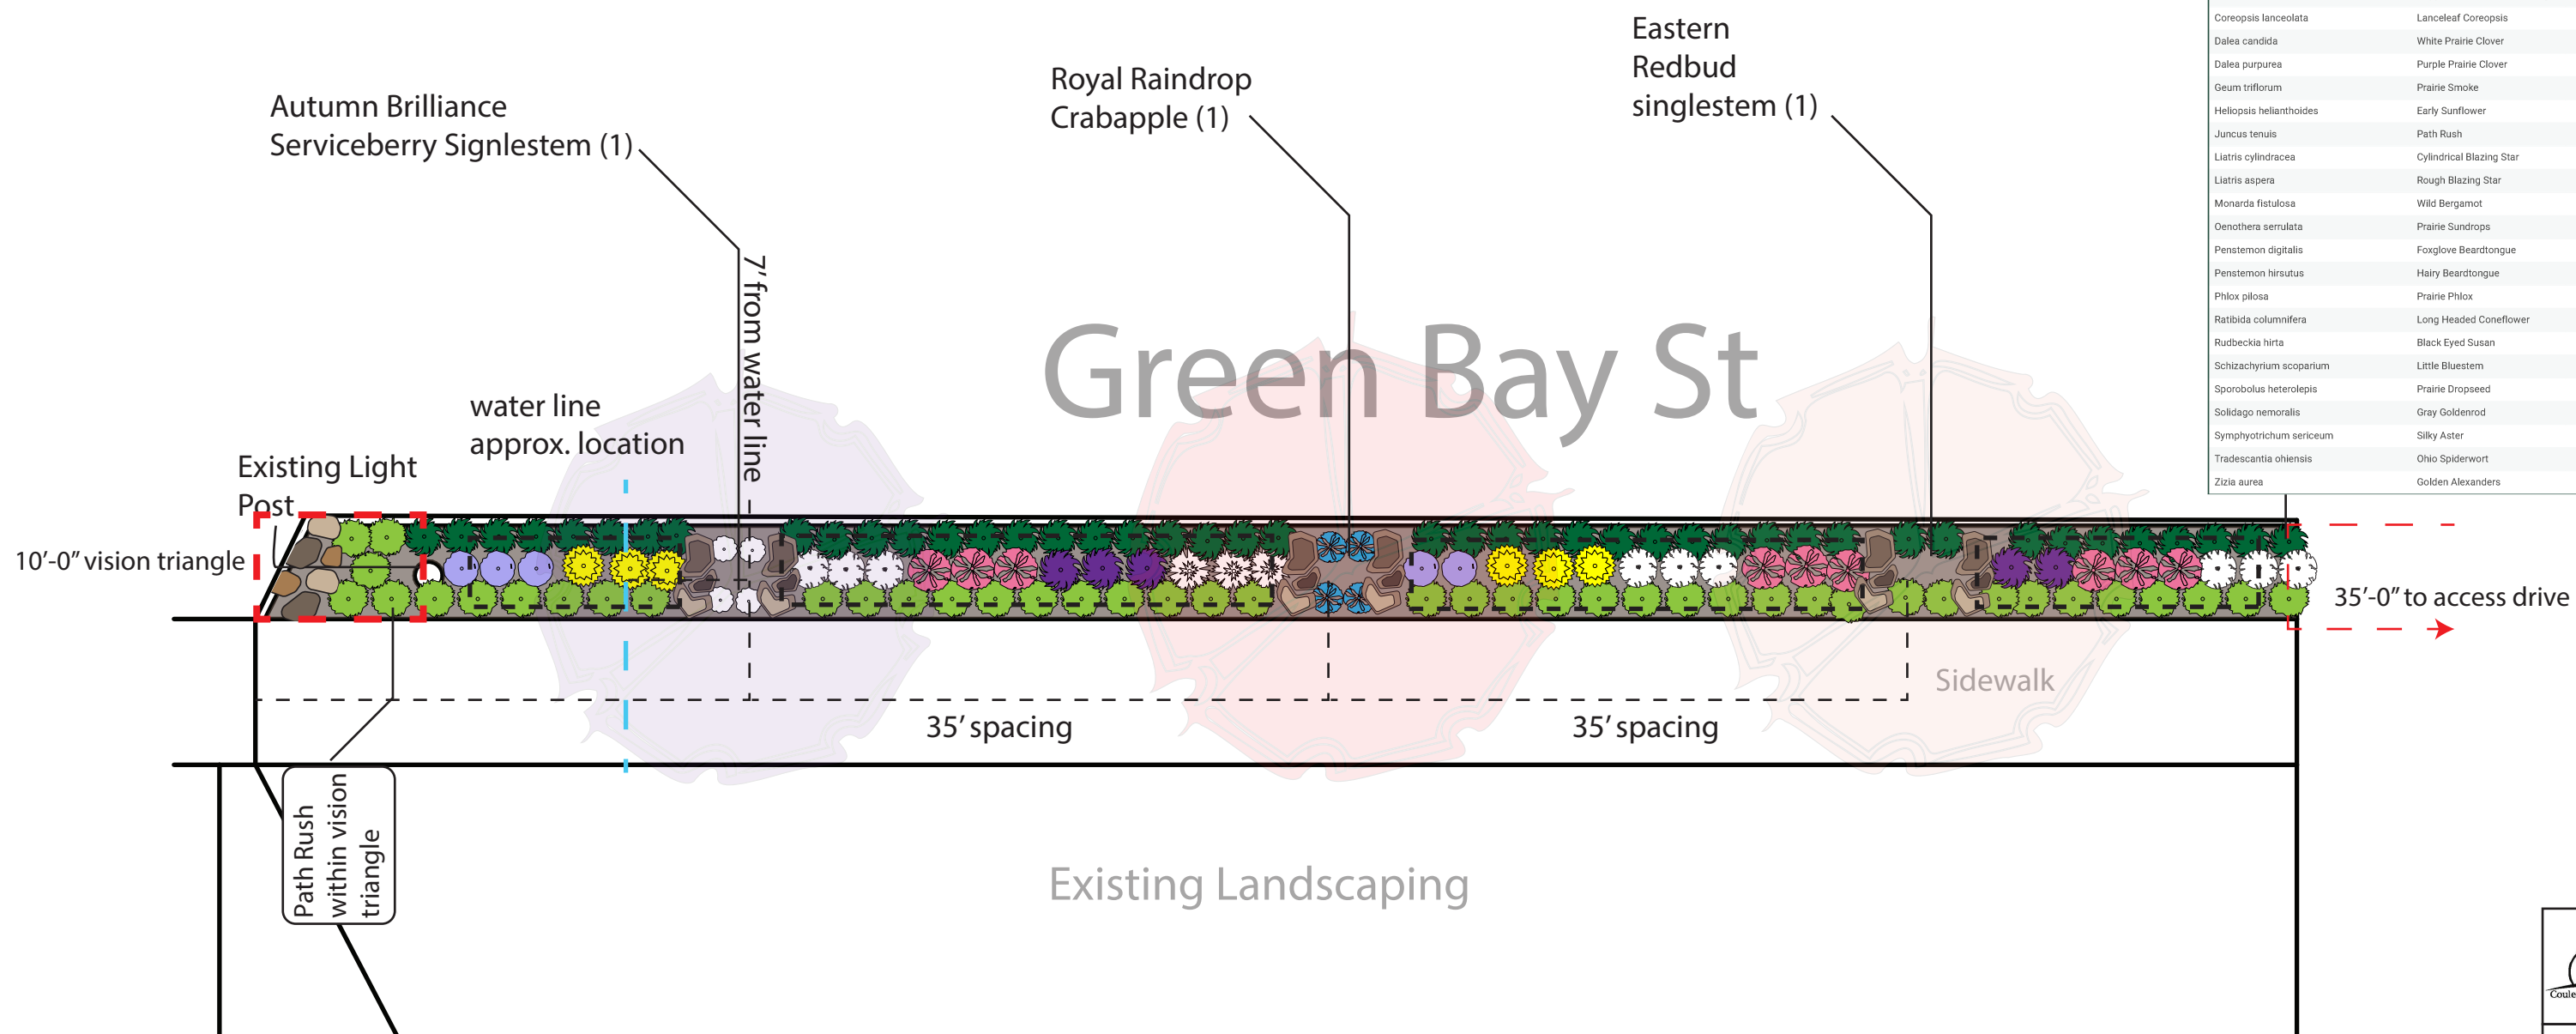 Autumn Brilliance
Serviceberry Signlestem (1)
Royal Raindrop
Crabapple (1)
Eastern
Redbud
singlestem (1)
Coreopsis lanceolata Lanceleaf Coreopsis
Dalea candida White Prairie Clover
Dalea purpurea Purple Prairie Clover
Geum triflorum Prairie Smoke
Heliopsis helianthoides Early Sunflower
Juncus tenuis Path Rush
Liatris cylindracea Cylindrical Blazing Star
Liatris aspera Rough Blazing Star
Monarda fistulosa Wild Bergamot
Oenothera serrulata Prairie Sundrops
Penstemon digitalis Foxglove Beardtongue
Penstemon hirsutus Hairy Beardtongue
Phlox pilosa Prairie Phlox
Ratibida columnifera Long Headed Coneflower
Rudbeckia hirta Black Eyed Susan
Schizachyrium scoparium Little Bluestem
Sporobolus heterolepis Prairie Dropseed
Solidago nemoralis Gray Goldenrod
Symphyotrichum sericeum Silky Aster
Tradescantia ohiensis Ohio Spiderwort
Zizia aurea Golden Alexanders
7' from water line
Green Bay St
water line
approx. location
Existing Light
Post
10'-0" vision triangle
35'-0" to access drive
Sidewalk
35' spacing
35' spacing
Path Rush
within vision
triangle
Existing Landscaping
Coule